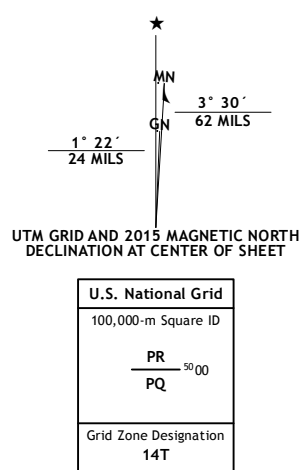 ★
MN
GN
3° 30´
62 MILS
1° 22´
24 MILS
UTM GRID AND 2015 MAGNETIC NORTH
DECLINATION AT CENTER OF SHEET
U.S. National Grid
100,000-m Square ID
PR
5000
PQ
Grid Zone Designation
14T